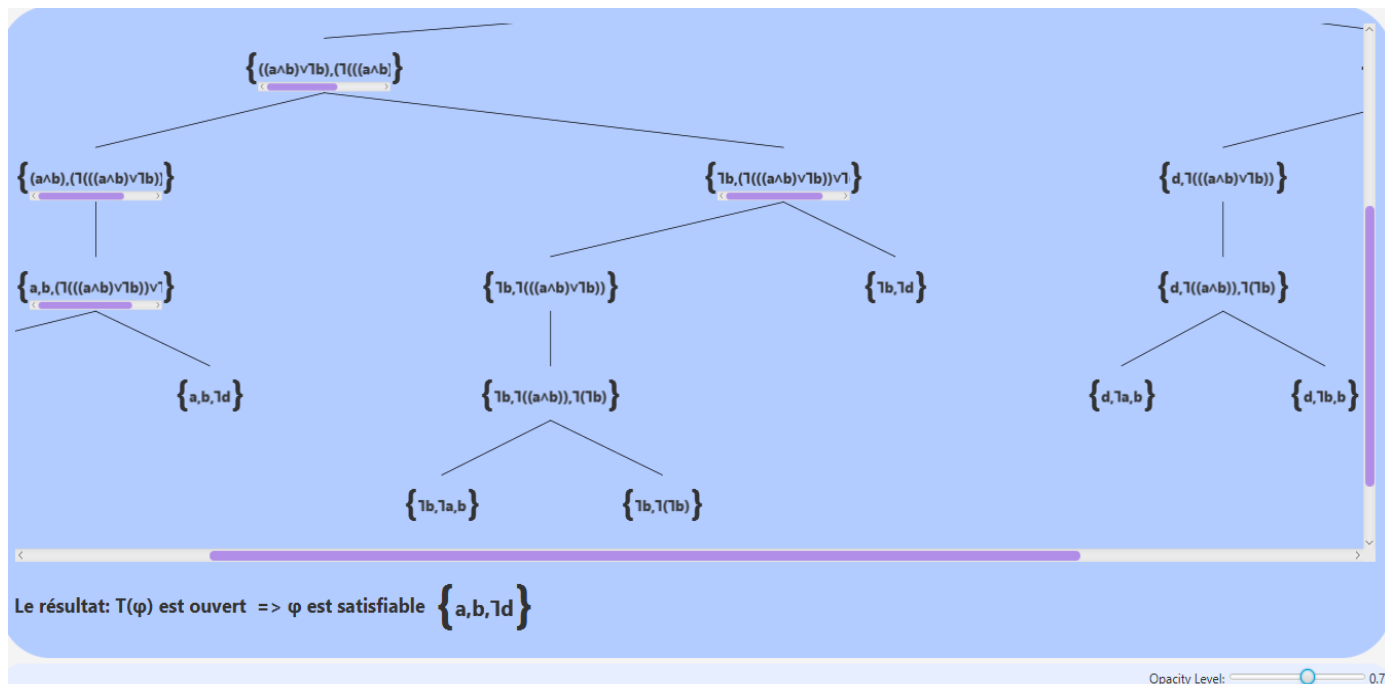 {((a∧b)∨˥b),(˥(((a∧b)}
{(a∧b),(˥(((a∧b)∨˥b))}
{˥b,(˥(((a∧b)∨˥b))∨˥}
{d,˥(((a∧b)∨˥b))}
{a,b,(˥(((a∧b)∨˥b))∨˥}
{˥b,˥(((a∧b)∨˥b))}
{˥b,˥d}
{d,˥((a∧b)),˥(˥b)}
{a,b,˥d}
{˥b,˥((a∧b)),˥(˥b)}
{d,˥a,b}
{d,˥b,b}
{˥b,˥a,b}
{˥b,˥(˥b)}
Le résultat: T(φ) est ouvert => φ est satisfiable {a,b,˥d}
Opacity Level: 0.7